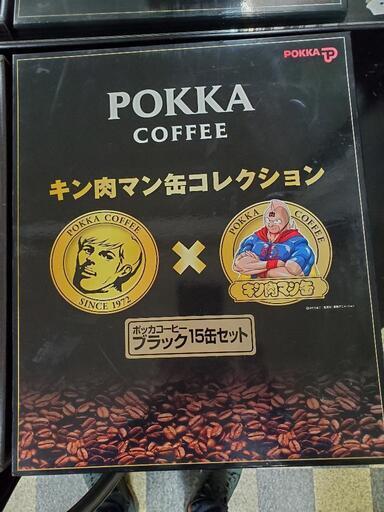 POKKA
POKKA
COFFEE
キン肉マン缶コレクション
POKKA COFFEE
SINCE 1972
×
POKKA COFFEE
キン肉マン缶
ポッカコーヒー
ブラック15缶セット